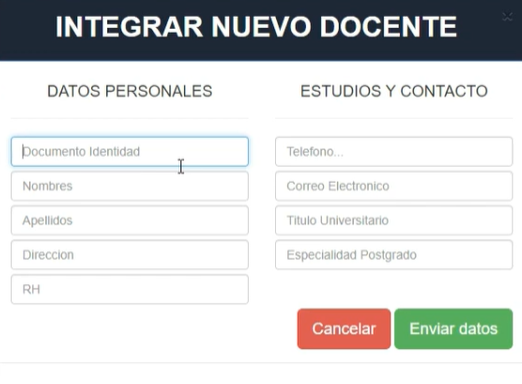 INTEGRAR NUEVO DOCENTE
DATOS PERSONALES
Documento Identidad
Nombres
Apellidos
Direccion
RH
ESTUDIOS Y CONTACTO
Telefono...
Correo Electronico
Titulo Universitario
Especialidad Postgrado
Cancelar
Enviar datos